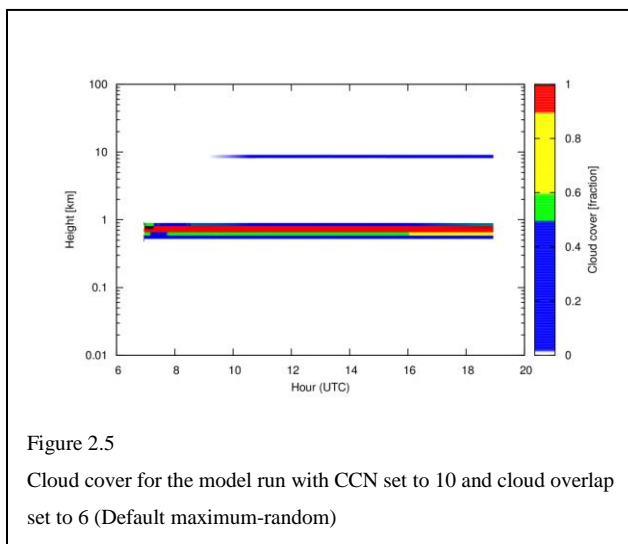 100
10
1
0.1
0.01
Height [km]
6 8 10 12 14 16 18 20
Hour (UTC)
1
0.8
0.6
0.4
0.2
0
Cloud cover [fraction]
Figure 2.5
Cloud cover for the model run with CCN set to 10 and cloud overlap
set to 6 (Default maximum-random)